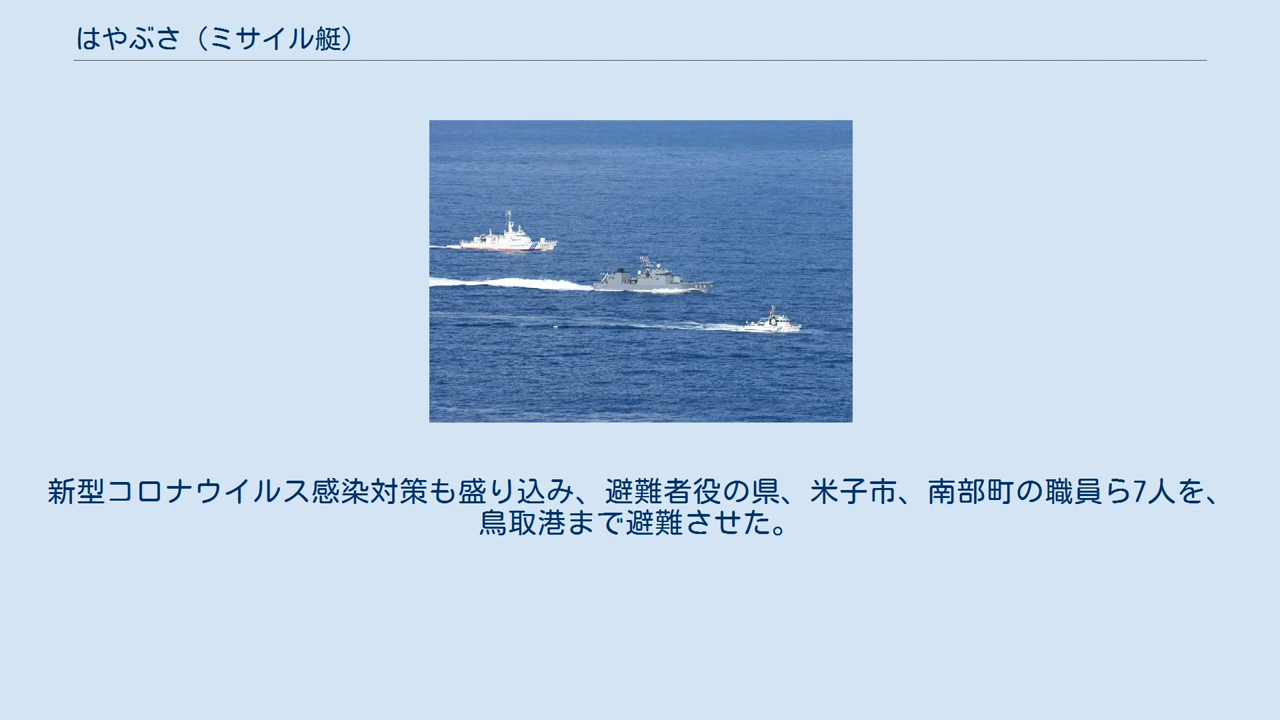 はやぶさ（ミサイル艇）
新型コロナウイルス感染対策も盛り込み、避難者役の県、米子市、南部町の職員ら7人を、
鳥取港まで避難させた。